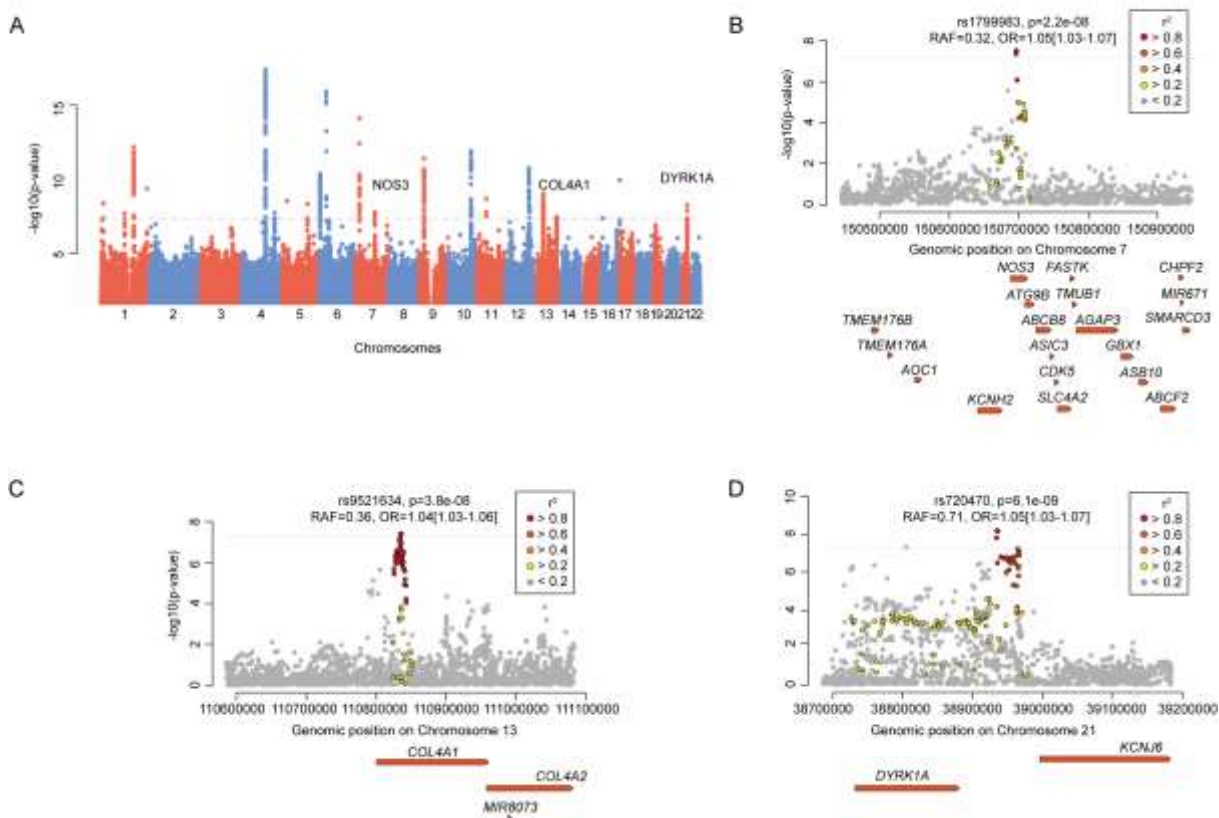 A
-log10(p-value)
15
10
5
NOS3
COL4A1
DYRK1A
1 2 3 4 5 6 7 8 9 10 11 12 13 14 15 16 17 18 19 20 21 22
Chromosomes
B
rs1799983, p=2.2e-08
RAF=0.32, OR=1.05[1.03-1.07]
r²
> 0.8
> 0.6
> 0.4
> 0.2
< 0.2
-log10(p-value)
8
6
4
2
0
150500000 150600000 150700000 150800000 150900000
Genomic position on Chromosome 7
NOS3 FASTK CHPF2
ATG9B TMUB1 MIR671
TMEM176B ABCB8 AGAP3 SMARCD3
TMEM176A ASIC3 GBX1
AOC1 CDK5 ASB10
KCNH2 SLC4A2 ABCF2
C
rs9521634, p=3.8e-08
RAF=0.36, OR=1.04[1.03-1.06]
r²
> 0.8
> 0.6
> 0.4
> 0.2
< 0.2
-log10(p-value)
8
6
4
2
0
110600000 110700000 110800000 110900000 111000000 111100000
Genomic position on Chromosome 13
COL4A1
COL4A2
MIR8073
D
rs720470, p=6.1e-09
RAF=0.71, OR=1.05[1.03-1.07]
r²
> 0.8
> 0.6
> 0.4
> 0.2
< 0.2
-log10(p-value)
10
8
6
4
2
0
38700000 38800000 38900000 39000000 39100000 39200000
Genomic position on Chromosome 21
KCNJ6
DYRK1A